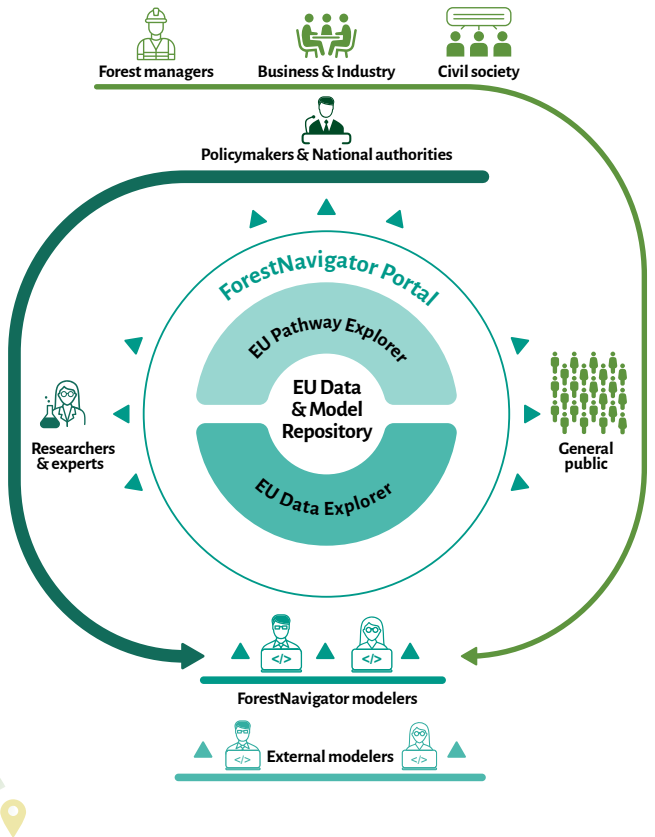 Forest managers
Business & Industry
Civil society
Policymakers & National authorities
ForestNavigator Portal
EU Pathway Explorer
EU Data
& Model
Repository
EU Data Explorer
Researchers
& experts
General
public
</>
</>
ForestNavigator modelers
</>
External modelers
</>